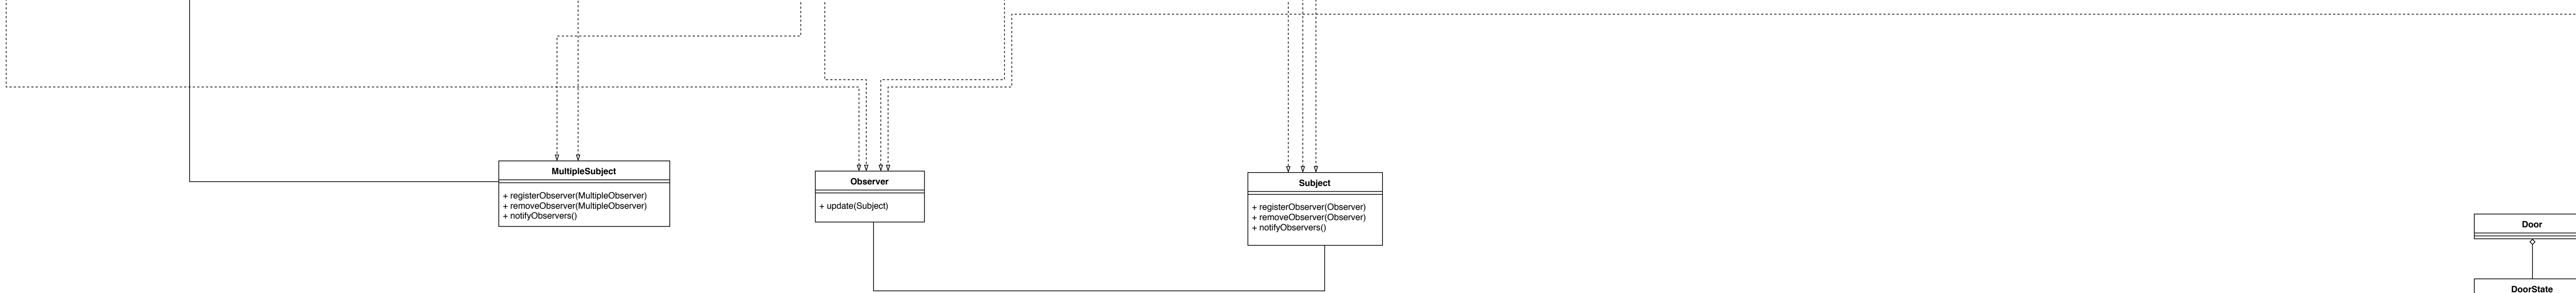 MultipleSubject
+ registerObserver(MultipleObserver)
+ removeObserver(MultipleObserver)
+ notifyObservers()
Observer
+ update(Subject)
Subject
+ registerObserver(Observer)
+ removeObserver(Observer)
+ notifyObservers()
Door
DoorState